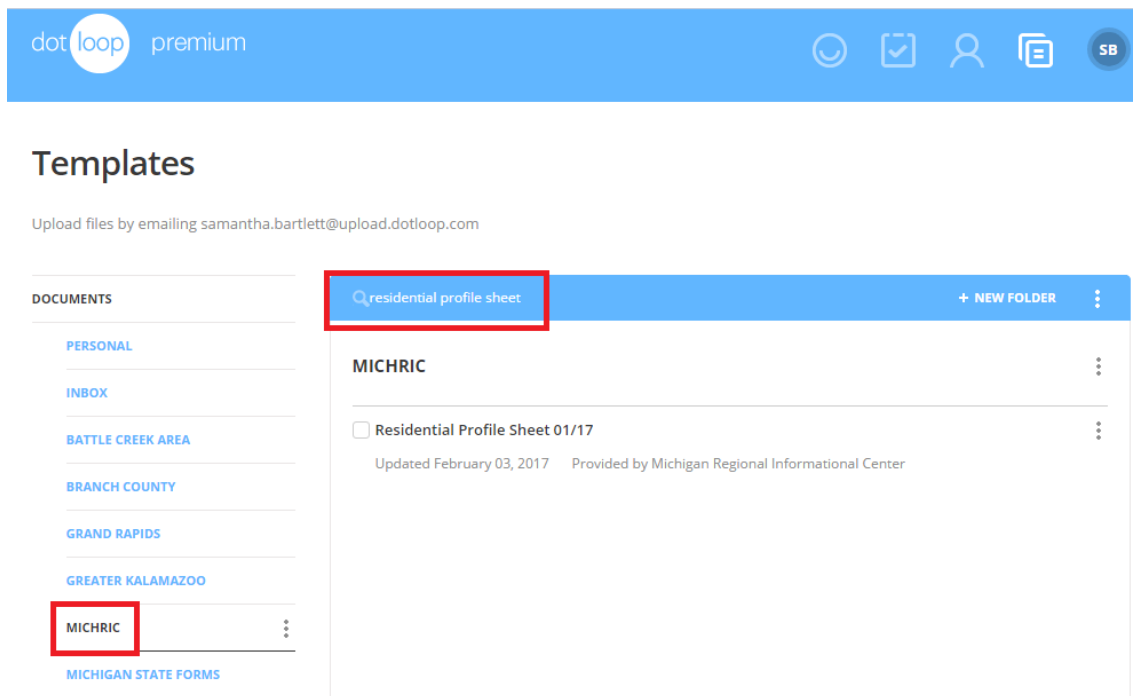 dot loop premium
SB
Templates
Upload files by emailing samantha.bartlett@upload.dotloop.com
DOCUMENTS
PERSONAL
INBOX
BATTLE CREEK AREA
BRANCH COUNTY
GRAND RAPIDS
GREATER KALAMAZOO
MICHRIC
MICHIGAN STATE FORMS
residential profile sheet
+ NEW FOLDER
MICHRIC
Residential Profile Sheet 01/17
Updated February 03, 2017 Provided by Michigan Regional Informational Center